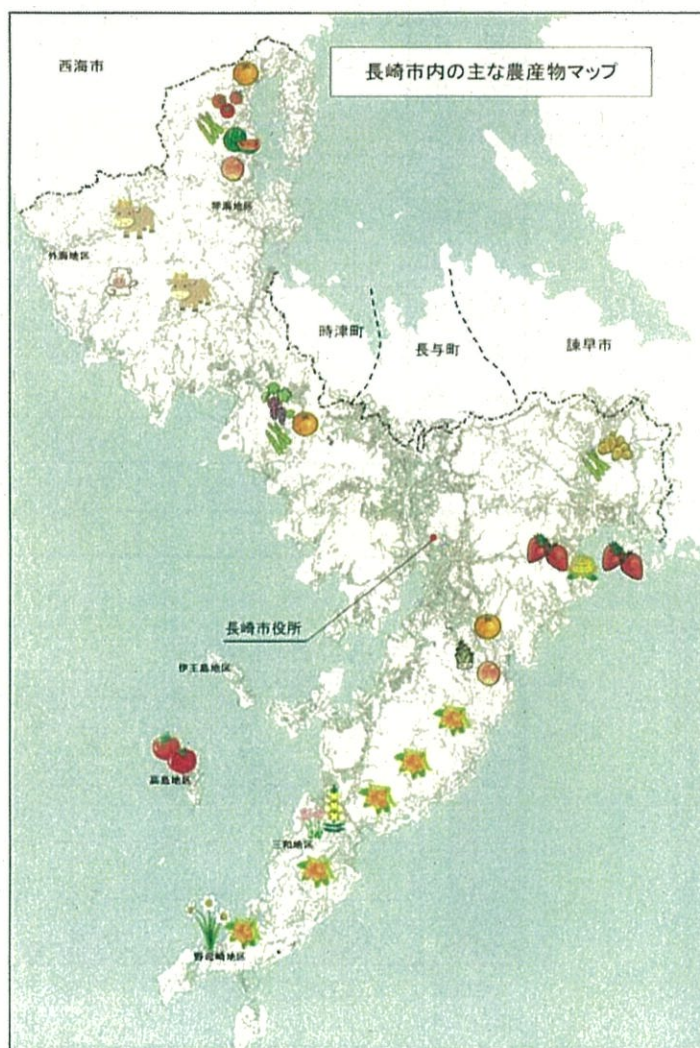 長崎市内の主な農産物マップ
西海市
琴海地区
外海地区
時津町
長与町
諫早市
長崎市役所
伊王島地区
高島地区
三和地区
野母崎地区